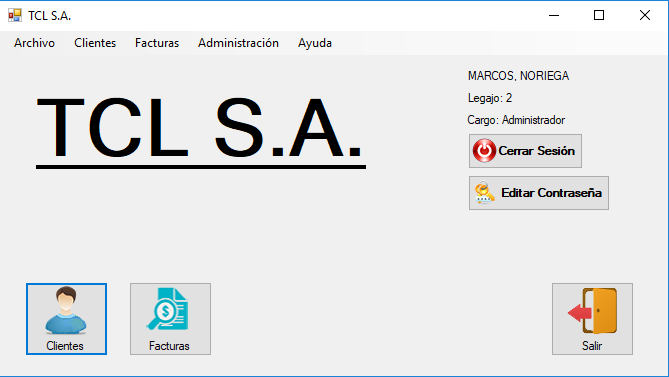 TCL S.A.
Archivo Clientes Facturas Administración Ayuda
TCL S.A.
MARCOS, NORIEGA
Legajo: 2
Cargo: Administrador
Cerrar Sesión
Editar Contraseña
Clientes
Facturas
Salir